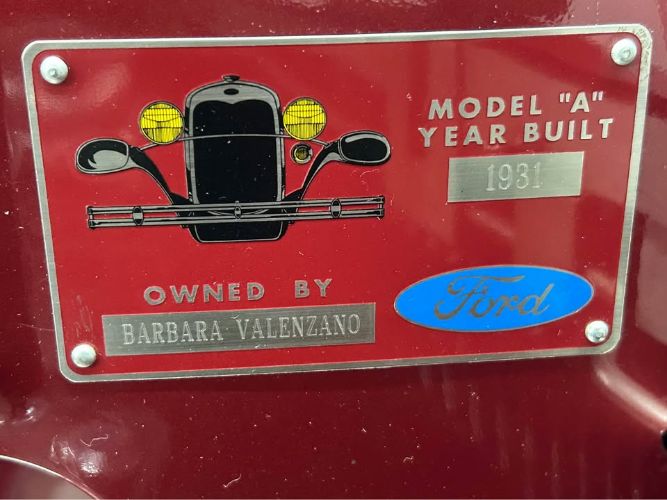 MODEL "A"
YEAR BUILT
1931
OWNED BY
BARBARA VALENZANO
Ford